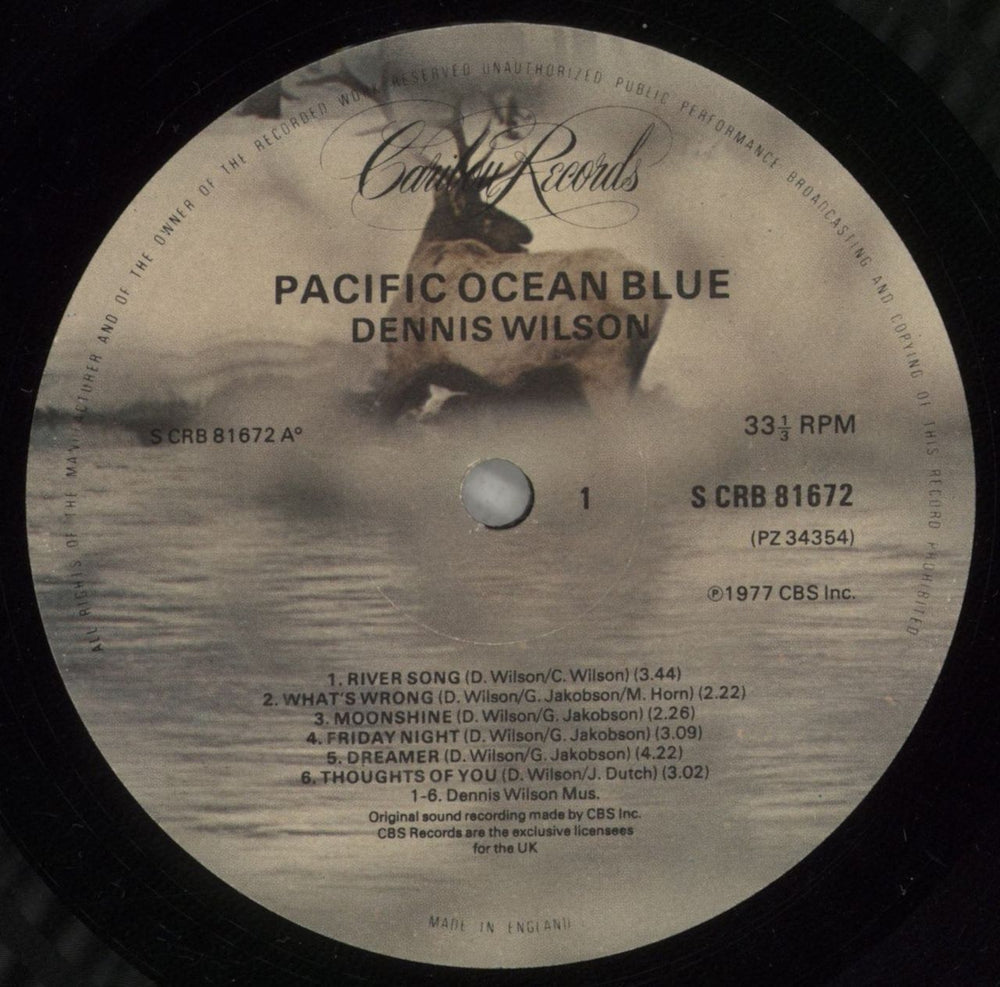 ALL RIGHTS OF THE MANUFACTURER AND OF THE OWNER OF THE RECORDED WORK RESERVED UNAUTHORIZED PUBLIC PERFORMANCE BROADCASTING AND COPYING OF THIS RECORD PROHIBITED
Caribou Records
PACIFIC OCEAN BLUE
DENNIS WILSON
S CRB 81672 A°
33⅓ RPM
1
S CRB 81672
(PZ 34354)
Ⓟ1977 CBS Inc.
1. RIVER SONG (D. Wilson/C. Wilson) (3.44)
2. WHAT'S WRONG (D. Wilson/G. Jakobson/M. Horn) (2.22)
3. MOONSHINE (D. Wilson/G. Jakobson) (2.26)
4. FRIDAY NIGHT (D. Wilson/G. Jakobson) (3.09)
5. DREAMER (D. Wilson/G. Jakobson) (4.22)
6. THOUGHTS OF YOU (D. Wilson/J. Dutch) (3.02)
1-6. Dennis Wilson Mus.
Original sound recording made by CBS Inc.
CBS Records are the exclusive licensees
for the UK
MADE IN ENGLAND